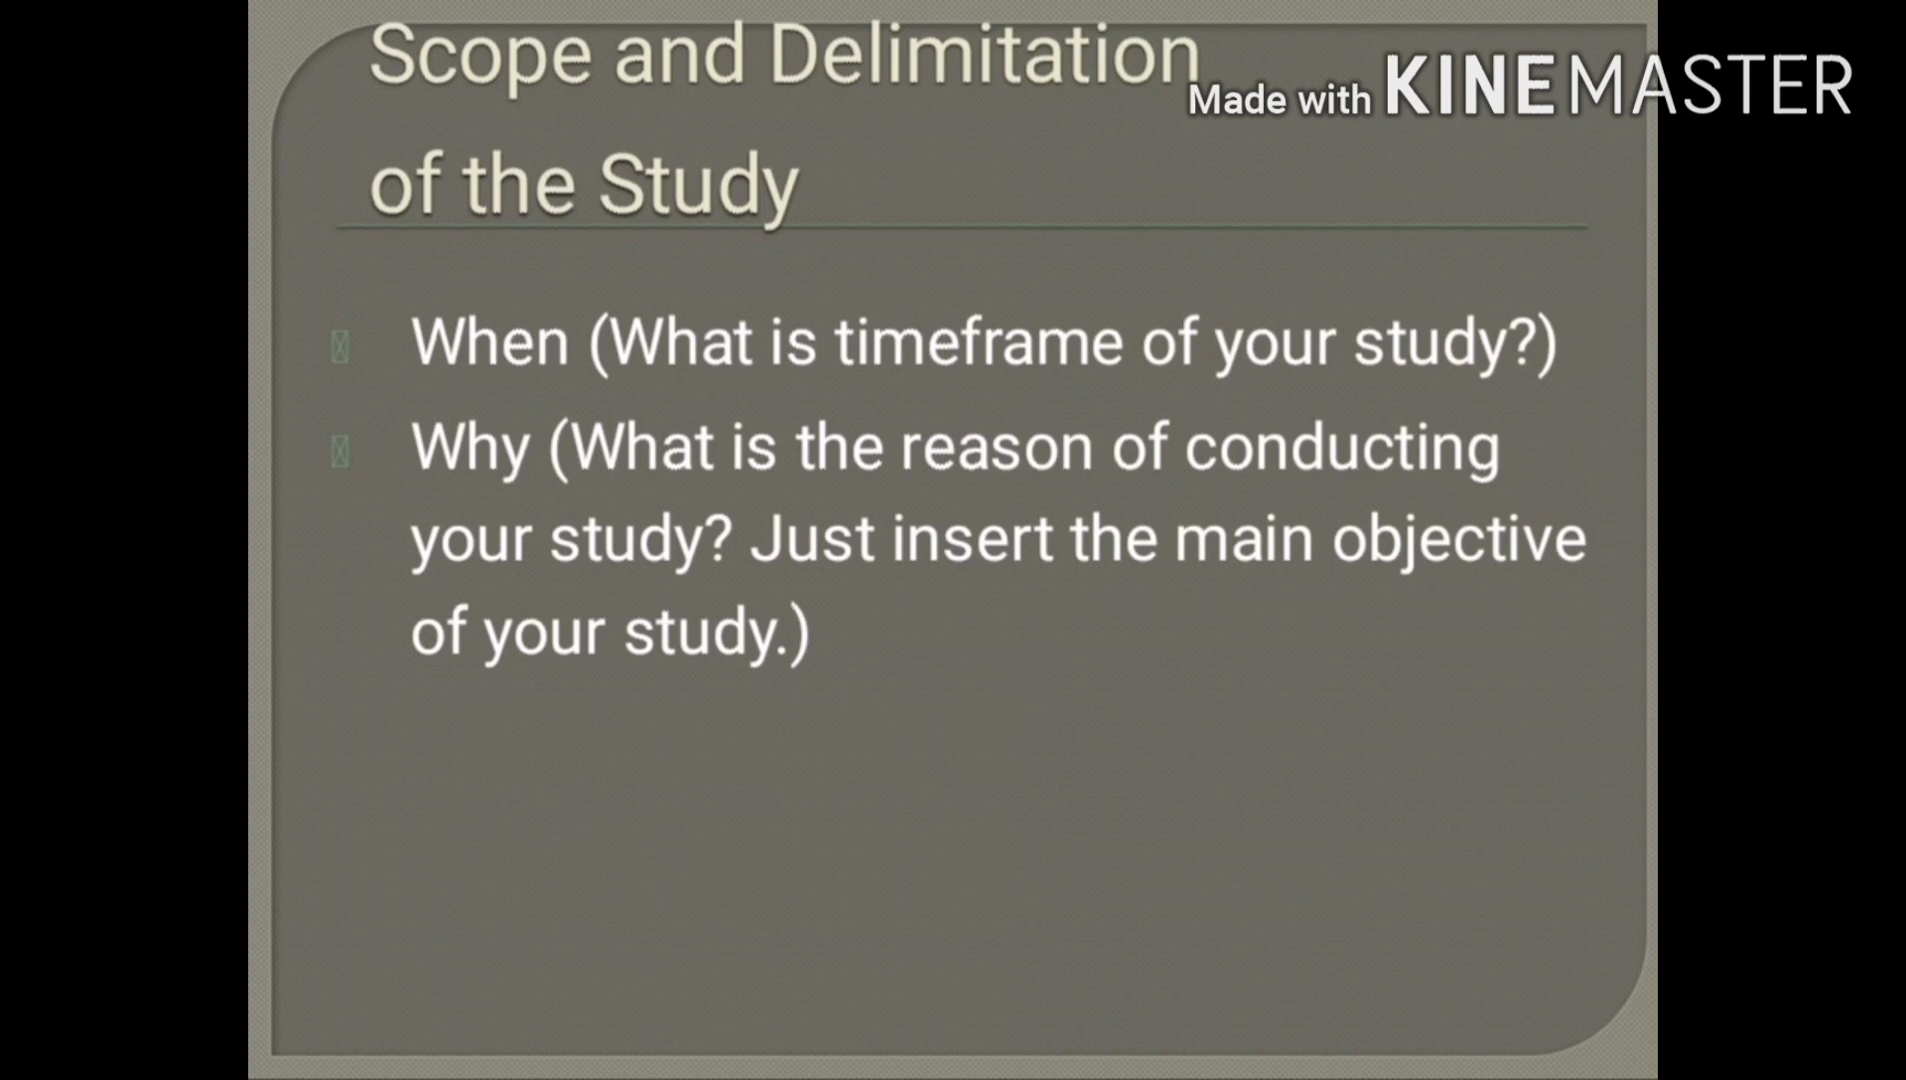 Scope and Delimitation
Made with KINEMASTER
of the Study
When (What is timeframe of your study?)
Why (What is the reason of conducting
your study? Just insert the main objective
of your study.)